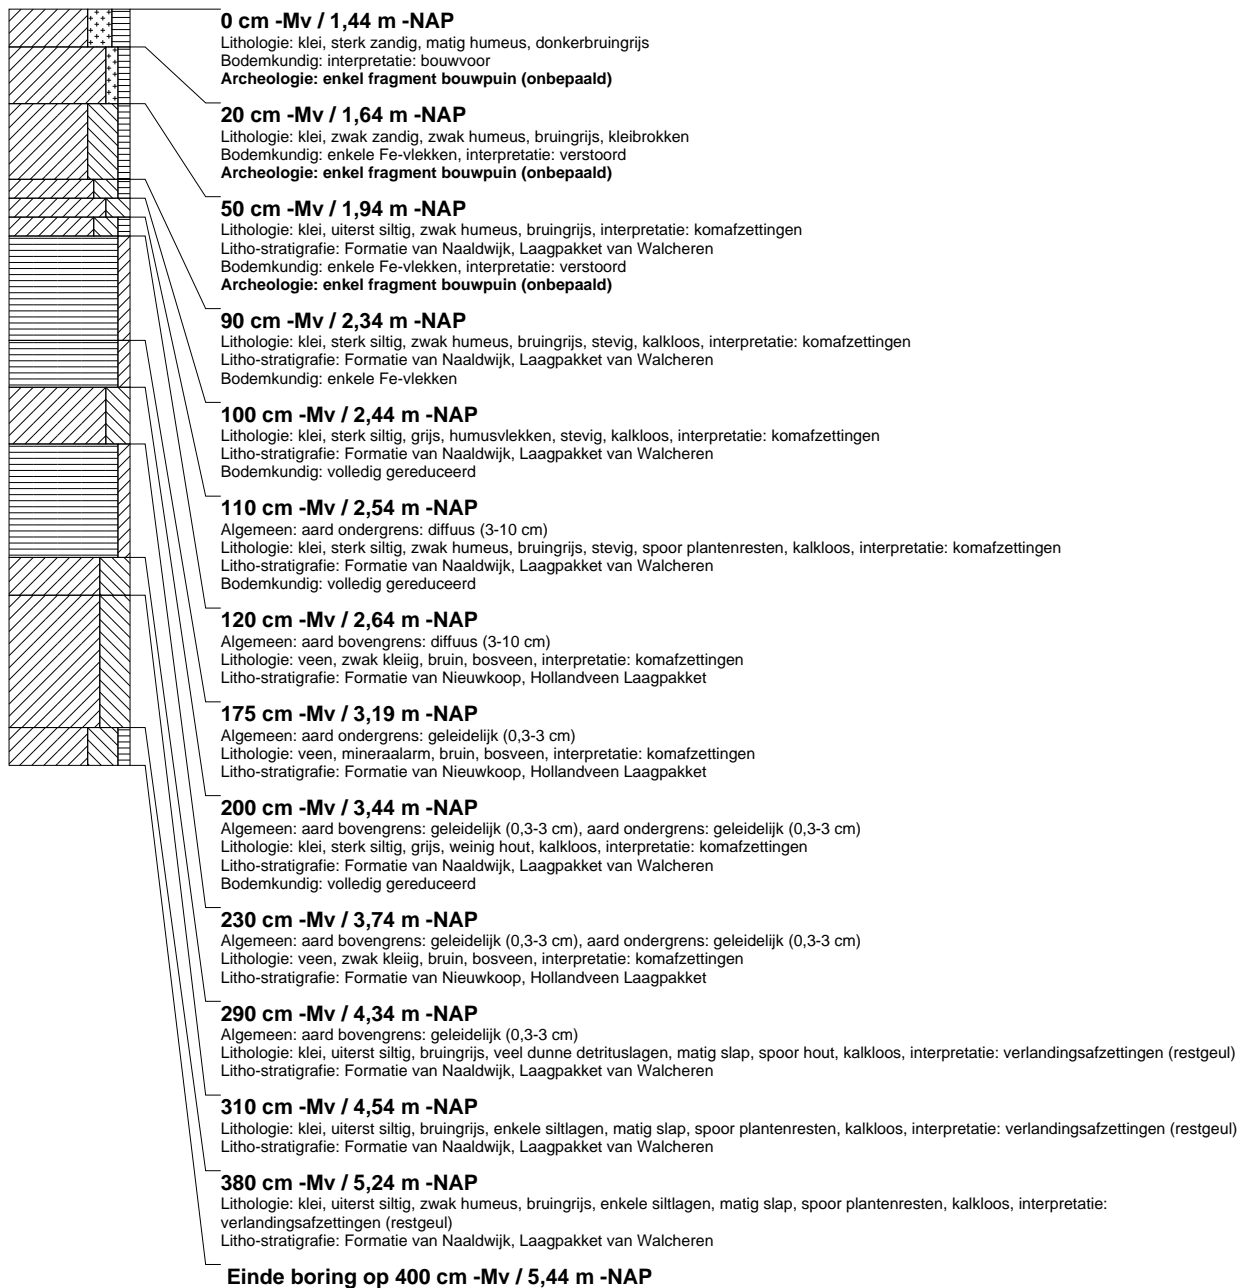 0 cm -Mv / 1,44 m -NAP
Lithologie: klei, sterk zandig, matig humeus, donkerbruingrijs
Bodemkundig: interpretatie: bouwvoor
Archeologie: enkel fragment bouwpuin (onbepaald)
20 cm -Mv / 1,64 m -NAP
Lithologie: klei, zwak zandig, zwak humeus, bruingrijs, kleibrokken
Bodemkundig: enkele Fe-vlekken, interpretatie: verstoord
Archeologie: enkel fragment bouwpuin (onbepaald)
50 cm -Mv / 1,94 m -NAP
Lithologie: klei, uiterst siltig, zwak humeus, bruingrijs, interpretatie: komafzettingen
Litho-stratigrafie: Formatie van Naaldwijk, Laagpakket van Walcheren
Bodemkundig: enkele Fe-vlekken, interpretatie: verstoord
Archeologie: enkel fragment bouwpuin (onbepaald)
90 cm -Mv / 2,34 m -NAP
Lithologie: klei, sterk siltig, zwak humeus, bruingrijs, stevig, kalkloos, interpretatie: komafzettingen
Litho-stratigrafie: Formatie van Naaldwijk, Laagpakket van Walcheren
Bodemkundig: enkele Fe-vlekken
100 cm -Mv / 2,44 m -NAP
Lithologie: klei, sterk siltig, grijs, humusvlekken, stevig, kalkloos, interpretatie: komafzettingen
Litho-stratigrafie: Formatie van Naaldwijk, Laagpakket van Walcheren
Bodemkundig: volledig gereduceerd
110 cm -Mv / 2,54 m -NAP
Algemeen: aard ondergrens: diffuus (3-10 cm)
Lithologie: klei, sterk siltig, zwak humeus, bruingrijs, stevig, spoor plantenresten, kalkloos, interpretatie: komafzettingen
Litho-stratigrafie: Formatie van Naaldwijk, Laagpakket van Walcheren
Bodemkundig: volledig gereduceerd
120 cm -Mv / 2,64 m -NAP
Algemeen: aard bovengrens: diffuus (3-10 cm)
Lithologie: veen, zwak kleiig, bruin, bosveen, interpretatie: komafzettingen
Litho-stratigrafie: Formatie van Nieuwkoop, Hollandveen Laagpakket
175 cm -Mv / 3,19 m -NAP
Algemeen: aard ondergrens: geleidelijk (0,3-3 cm)
Lithologie: veen, mineraalarm, bruin, bosveen, interpretatie: komafzettingen
Litho-stratigrafie: Formatie van Nieuwkoop, Hollandveen Laagpakket
200 cm -Mv / 3,44 m -NAP
Algemeen: aard bovengrens: geleidelijk (0,3-3 cm), aard ondergrens: geleidelijk (0,3-3 cm)
Lithologie: klei, sterk siltig, grijs, weinig hout, kalkloos, interpretatie: komafzettingen
Litho-stratigrafie: Formatie van Naaldwijk, Laagpakket van Walcheren
Bodemkundig: volledig gereduceerd
230 cm -Mv / 3,74 m -NAP
Algemeen: aard bovengrens: geleidelijk (0,3-3 cm), aard ondergrens: geleidelijk (0,3-3 cm)
Lithologie: veen, zwak kleiig, bruin, bosveen, interpretatie: komafzettingen
Litho-stratigrafie: Formatie van Nieuwkoop, Hollandveen Laagpakket
290 cm -Mv / 4,34 m -NAP
Algemeen: aard bovengrens: geleidelijk (0,3-3 cm)
Lithologie: klei, uiterst siltig, bruingrijs, veel dunne detrituslagen, matig slap, spoor hout, kalkloos, interpretatie: verlandingsafzettingen (restgeul)
Litho-stratigrafie: Formatie van Naaldwijk, Laagpakket van Walcheren
310 cm -Mv / 4,54 m -NAP
Lithologie: klei, uiterst siltig, bruingrijs, enkele siltlagen, matig slap, spoor plantenresten, kalkloos, interpretatie: verlandingsafzettingen (restgeul)
Litho-stratigrafie: Formatie van Naaldwijk, Laagpakket van Walcheren
380 cm -Mv / 5,24 m -NAP
Lithologie: klei, uiterst siltig, zwak humeus, bruingrijs, enkele siltlagen, matig slap, spoor plantenresten, kalkloos, interpretatie:
verlandingsafzettingen (restgeul)
Litho-stratigrafie: Formatie van Naaldwijk, Laagpakket van Walcheren
Einde boring op 400 cm -Mv / 5,44 m -NAP